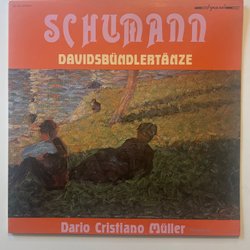 SCHUMANN
DAVIDSBÜNDLERTÄNZE
Dario Cristiano Müller